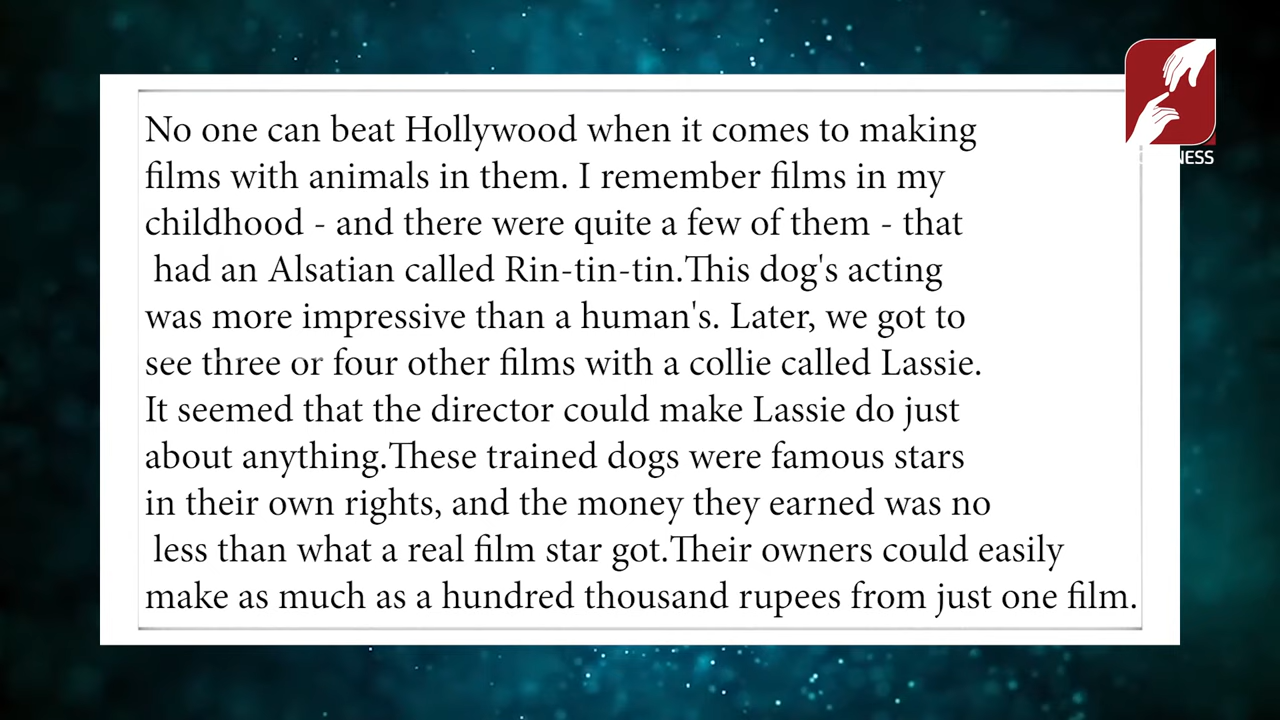 No one can beat Hollywood when it comes to making
films with animals in them. I remember films in my
childhood - and there were quite a few of them - that
had an Alsatian called Rin-tin-tin.This dog's acting
was more impressive than a human's. Later, we got to
see three or four other films with a collie called Lassie.
It seemed that the director could make Lassie do just
about anything.These trained dogs were famous stars
in their own rights, and the money they earned was no
less than what a real film star got.Their owners could easily
make as much as a hundred thousand rupees from just one film.